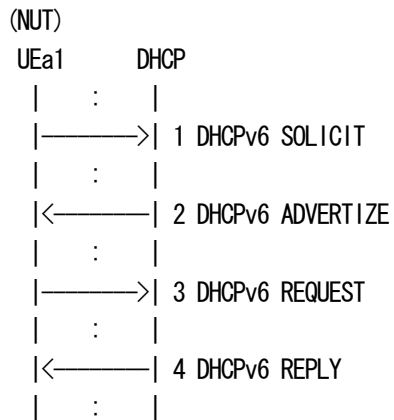 (NUT)
UEa1 DHCP
| : |
|--------->| 1 DHCPv6 SOLICIT
| : |
|<---------| 2 DHCPv6 ADVERTIZE
| : |
|--------->| 3 DHCPv6 REQUEST
| : |
|<---------| 4 DHCPv6 REPLY
| : |